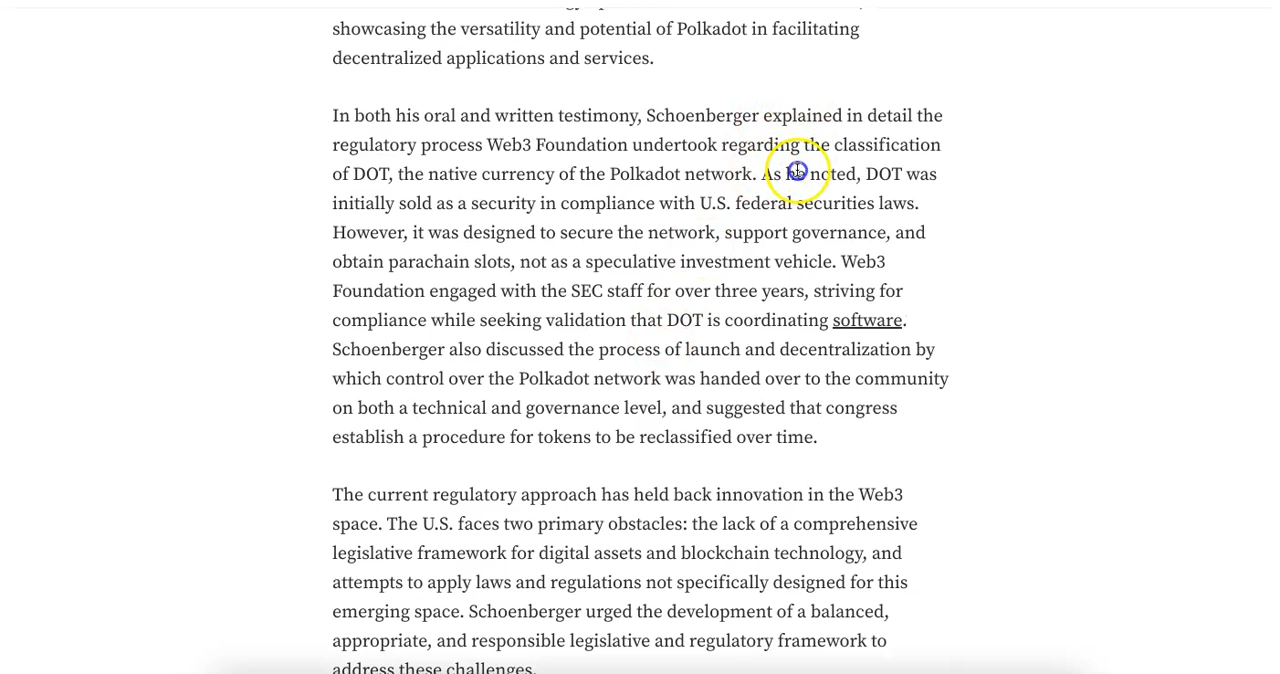 showcasing the versatility and potential of Polkadot in facilitating
decentralized applications and services.
In both his oral and written testimony, Schoenberger explained in detail the
regulatory process Web3 Foundation undertook regarding the classification
of DOT, the native currency of the Polkadot network. As he noted, DOT was
initially sold as a security in compliance with U.S. federal securities laws.
However, it was designed to secure the network, support governance, and
obtain parachain slots, not as a speculative investment vehicle. Web3
Foundation engaged with the SEC staff for over three years, striving for
compliance while seeking validation that DOT is coordinating software.
Schoenberger also discussed the process of launch and decentralization by
which control over the Polkadot network was handed over to the community
on both a technical and governance level, and suggested that congress
establish a procedure for tokens to be reclassified over time.
The current regulatory approach has held back innovation in the Web3
space. The U.S. faces two primary obstacles: the lack of a comprehensive
legislative framework for digital assets and blockchain technology, and
attempts to apply laws and regulations not specifically designed for this
emerging space. Schoenberger urged the development of a balanced,
appropriate, and responsible legislative and regulatory framework to
address these challenges.